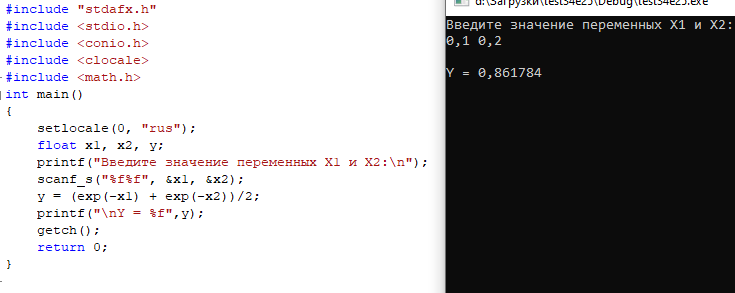 #include "stdafx.h"
#include <stdio.h>
#include <conio.h>
#include <clocale>
#include <math.h>
int main()
{
setlocale(0, "rus");
float x1, x2, y;
printf("Введите значение переменных X1 и X2:\n");
scanf_s("%f%f", &x1, &x2);
y = (exp(-x1) + exp(-x2))/2;
printf("\nY = %f",y);
getch();
return 0;
}
d:\Загрузки\test34e25\Debug\test34e25.exe
Введите значение переменных X1 и X2:
0,1 0,2
Y = 0,861784